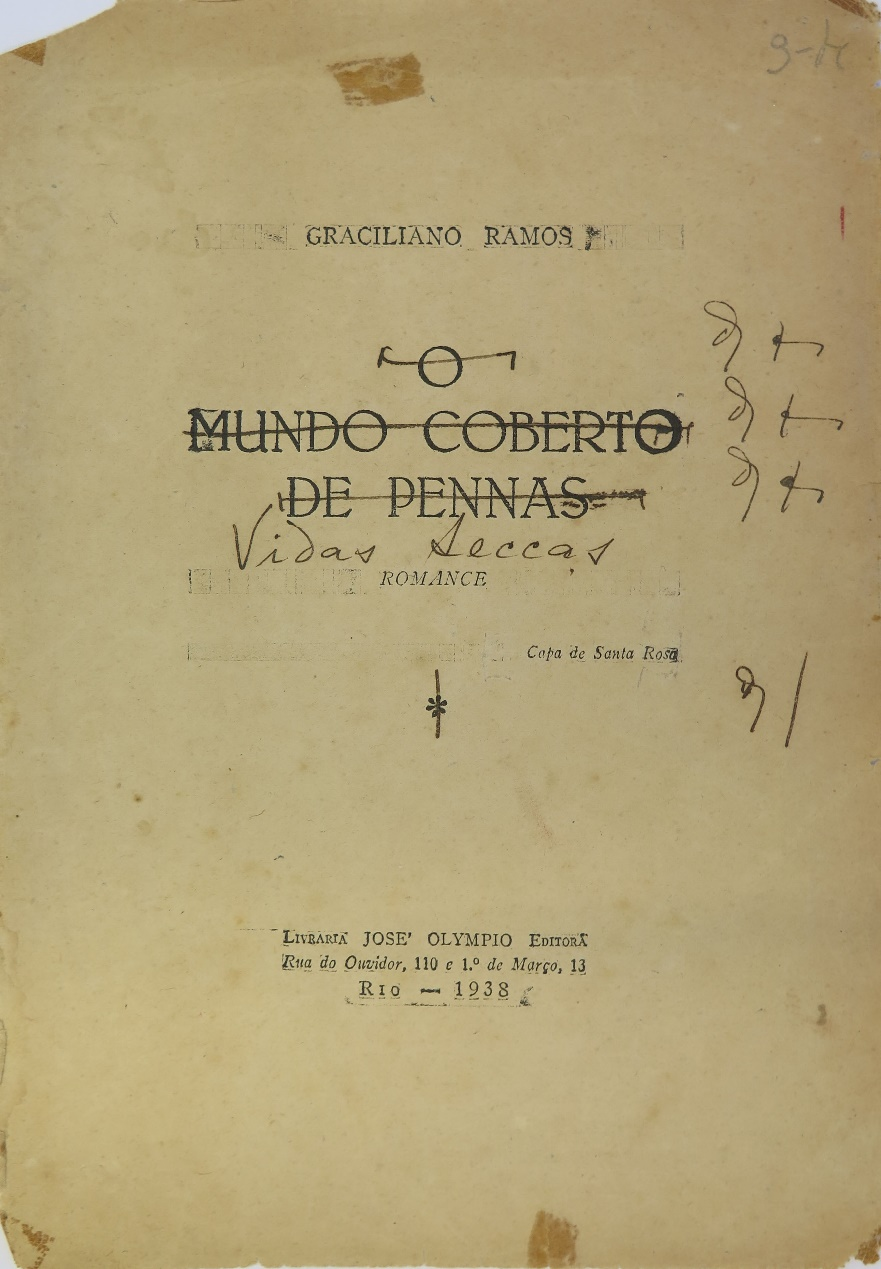 GRACILIANO RAMOS
O
MUNDO COBERTO
DE PENNAS
Vidas Seccas
ROMANCE
Capa de Santa Rosa
*
LIVRARIA JOSE' OLYMPIO EDITORA
Rua do Ouvidor, 110 e 1.º de Março, 13
RIO — 1938